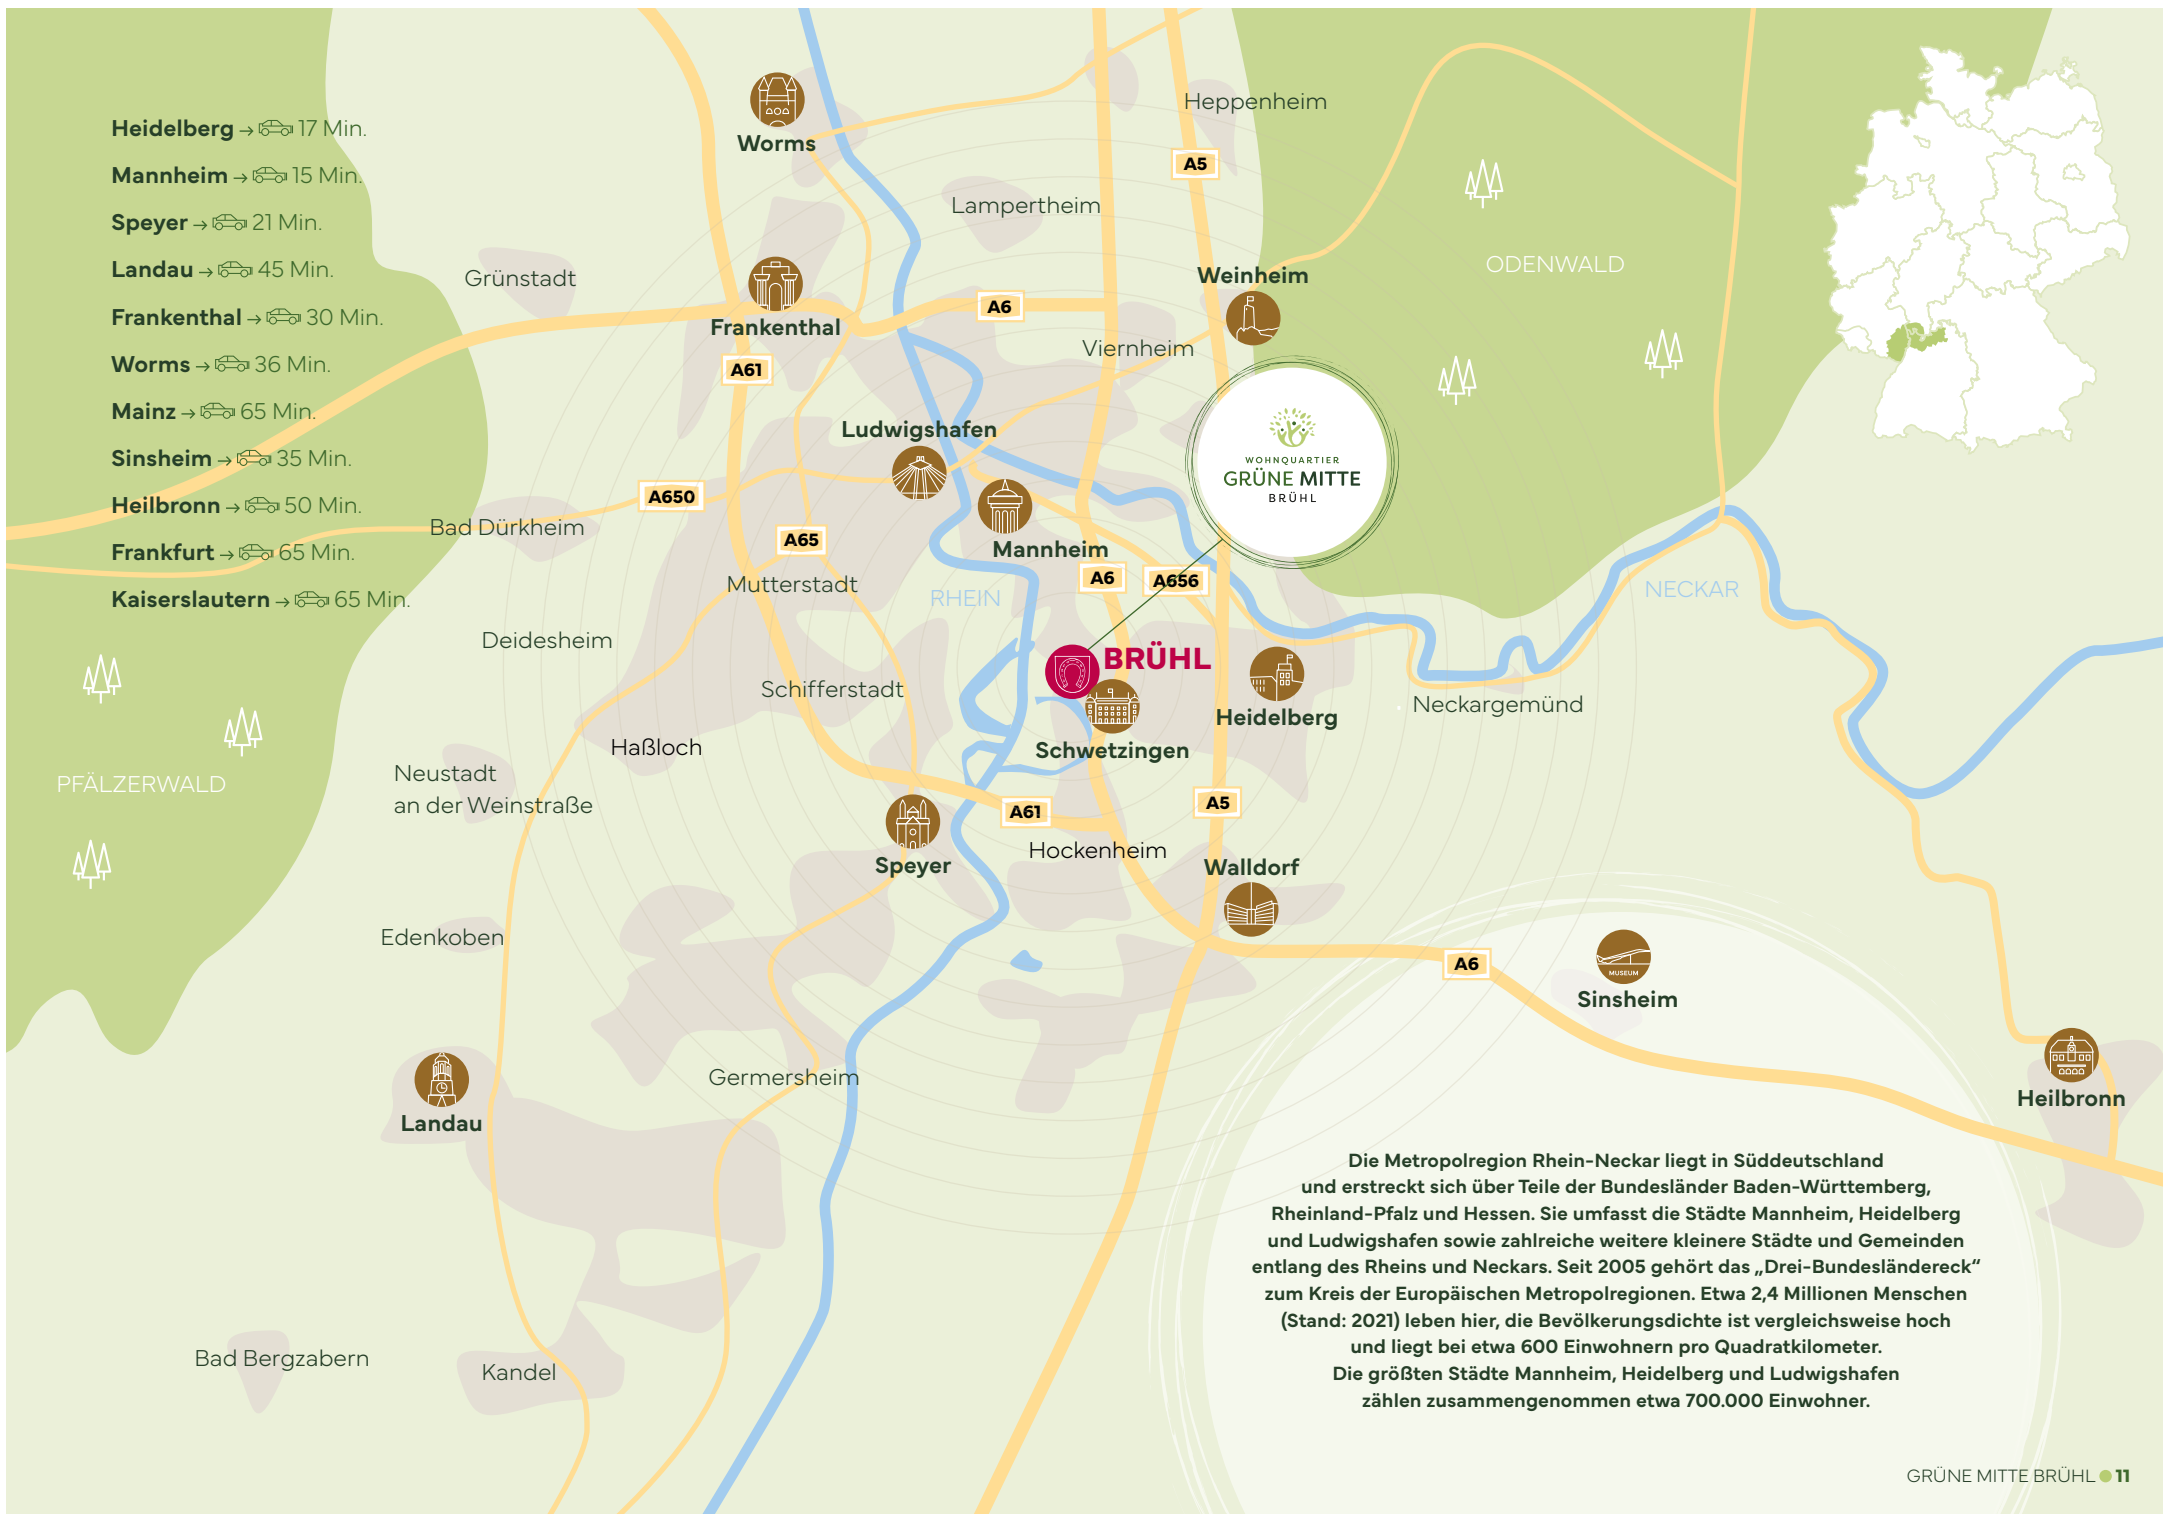 Heidelberg → 17 Min.
Mannheim → 15 Min.
Speyer → 21 Min.
Landau → 45 Min.
Frankenthal → 30 Min.
Worms → 36 Min.
Mainz → 65 Min.
Sinsheim → 35 Min.
Heilbronn → 50 Min.
Frankfurt → 65 Min.
Kaiserslautern → 65 Min.
Worms
Heppenheim
A5
Lampertheim
Grünstadt
Weinheim
ODENWALD
A6
Frankenthal
Viernheim
A61
Ludwigshafen
WOHNQUARTIER
GRÜNE MITTE
BRÜHL
A650
Bad Dürkheim
A65
Mannheim
Mutterstadt
RHEIN
A6
A656
NECKAR
Deidesheim
BRÜHL
Schifferstadt
Heidelberg
Neckargemünd
Haßloch
Schwetzingen
Neustadt
an der Weinstraße
PFÄLZERWALD
A61
A5
Hockenheim
Speyer
Walldorf
Edenkoben
A6
MUSEUM
Sinsheim
Germersheim
Landau
Heilbronn
Bad Bergzabern
Kandel
Die Metropolregion Rhein-Neckar liegt in Süddeutschland
und erstreckt sich über Teile der Bundesländer Baden-Württemberg,
Rheinland-Pfalz und Hessen. Sie umfasst die Städte Mannheim, Heidelberg
und Ludwigshafen sowie zahlreiche weitere kleinere Städte und Gemeinden
entlang des Rheins und Neckars. Seit 2005 gehört das „Drei-Bundesländereck“
zum Kreis der Europäischen Metropolregionen. Etwa 2,4 Millionen Menschen
(Stand: 2021) leben hier, die Bevölkerungsdichte ist vergleichsweise hoch
und liegt bei etwa 600 Einwohnern pro Quadratkilometer.
Die größten Städte Mannheim, Heidelberg und Ludwigshafen
zählen zusammengenommen etwa 700.000 Einwohner.
GRÜNE MITTE BRÜHL ● 11